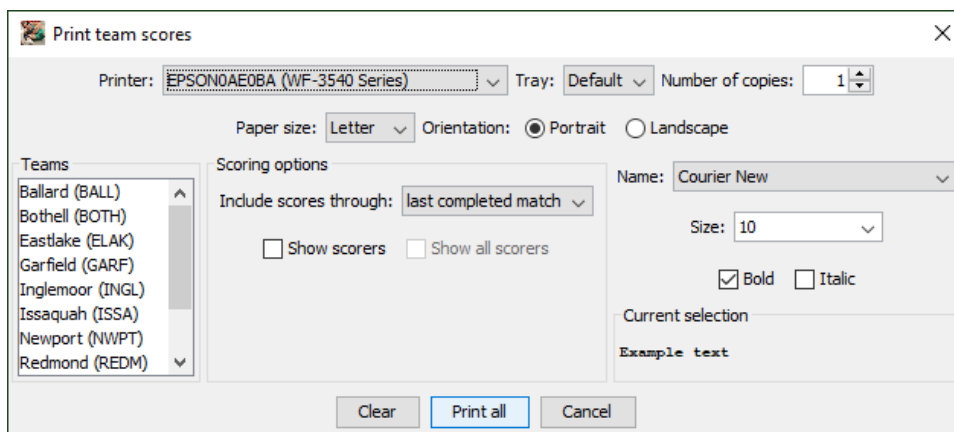 Print team scores
Printer: EPSON0AE0BA (WF-3540 Series) Tray: Default Number of copies: 1
Paper size: Letter Orientation: Portrait Landscape
Teams
Ballard (BALL)
Bothell (BOTH)
Eastlake (ELAK)
Garfield (GARF)
Inglemoor (INGL)
Issaquah (ISSA)
Newport (NWPT)
Redmond (REDM)
Scoring options
Include scores through: last completed match
Show scorers Show all scorers
Name: Courier New
Size: 10
Bold Italic
Current selection
Example text
Clear Print all Cancel